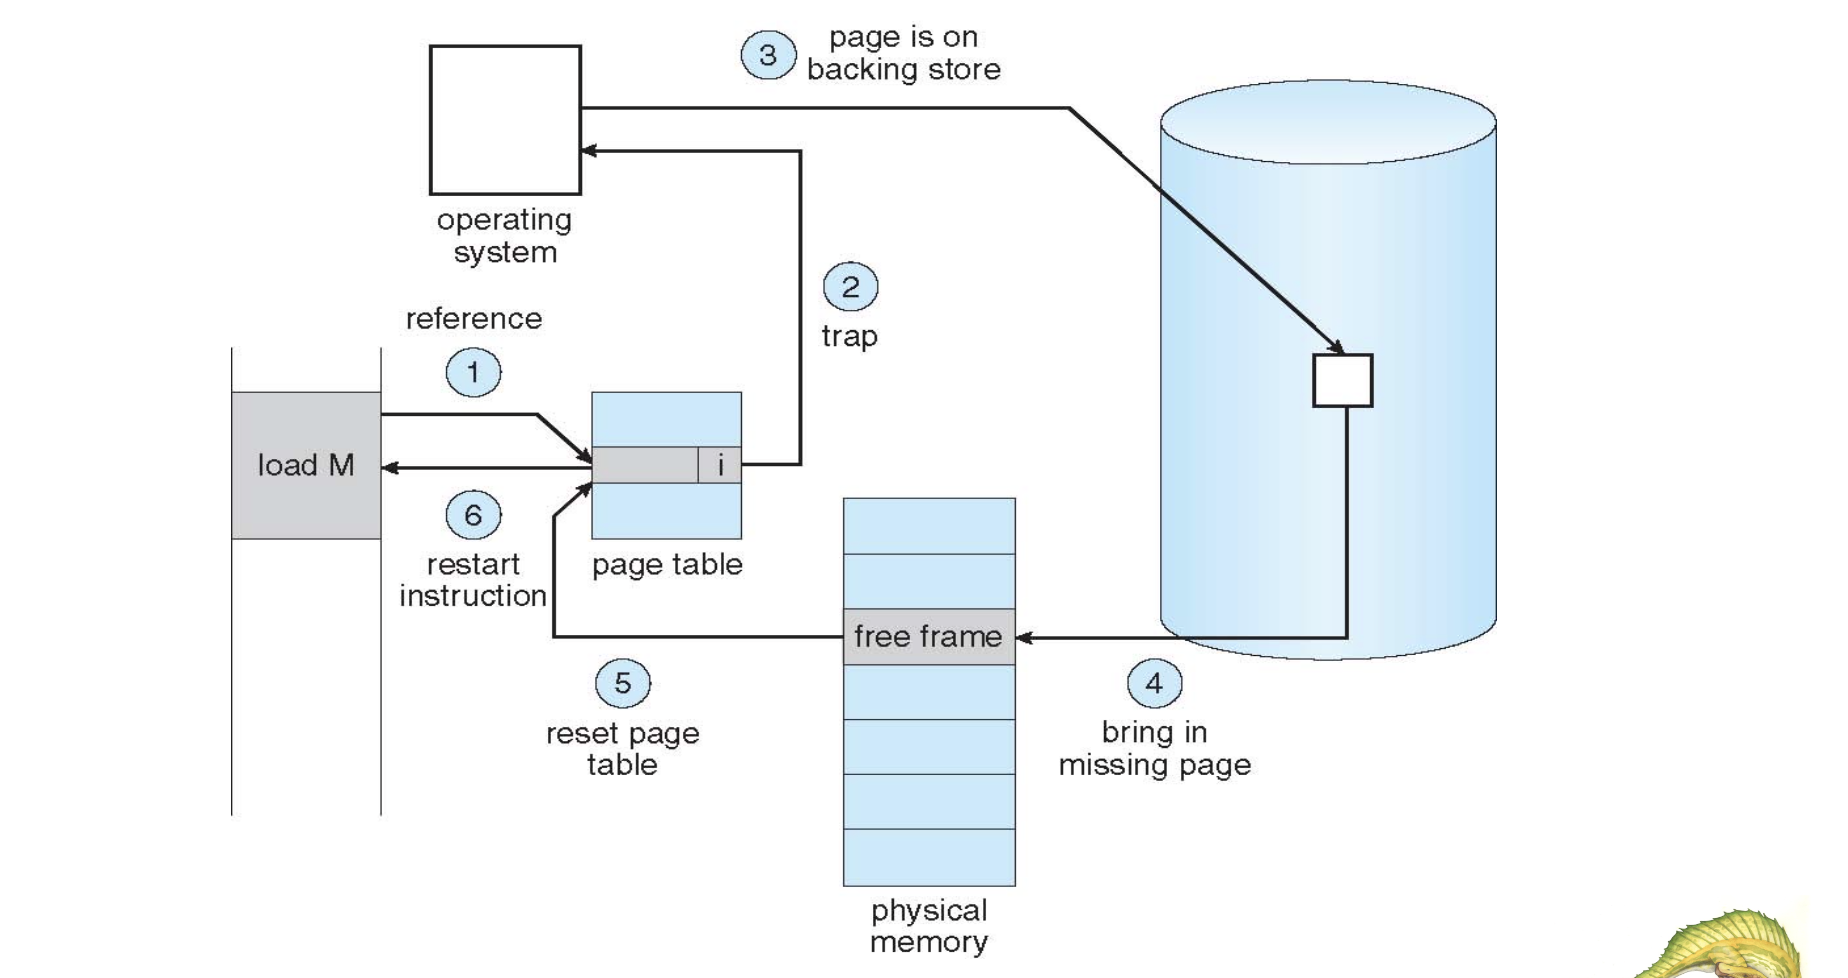 3
page is on
backing store
operating
system
2
trap
reference
1
load M
i
6
restart
instruction
page table
free frame
5
reset page
table
4
bring in
missing page
physical
memory